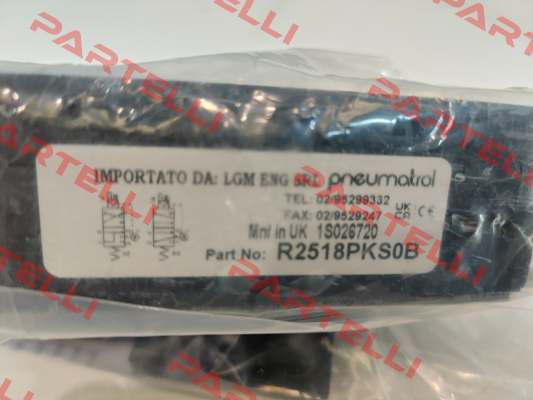 PARTELLI
PARTELLI
PARTELLI
IMPORTATO DA: LGM ENG SRL pneumatrol
TEL: 02/95299332
FAX: 02/9529247 UK CA CE
Mnf in UK 1S026720
Part No: R2518PKS0B
PARTELLI
PARTELLI
PARTELLI